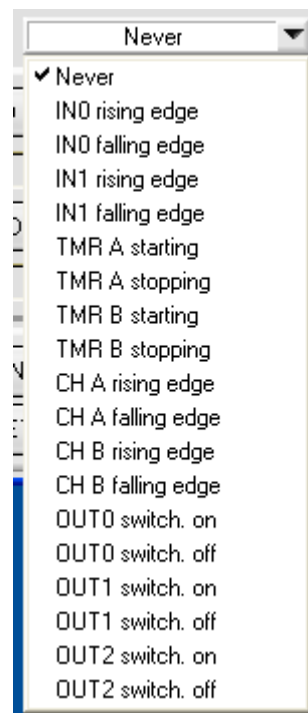 Never
Never
IN0 rising edge
IN0 falling edge
IN1 rising edge
IN1 falling edge
TMR A starting
TMR A stopping
TMR B starting
TMR B stopping
CH A rising edge
CH A falling edge
CH B rising edge
CH B falling edge
OUT0 switch. on
OUT0 switch. off
OUT1 switch. on
OUT1 switch. off
OUT2 switch. on
OUT2 switch. off